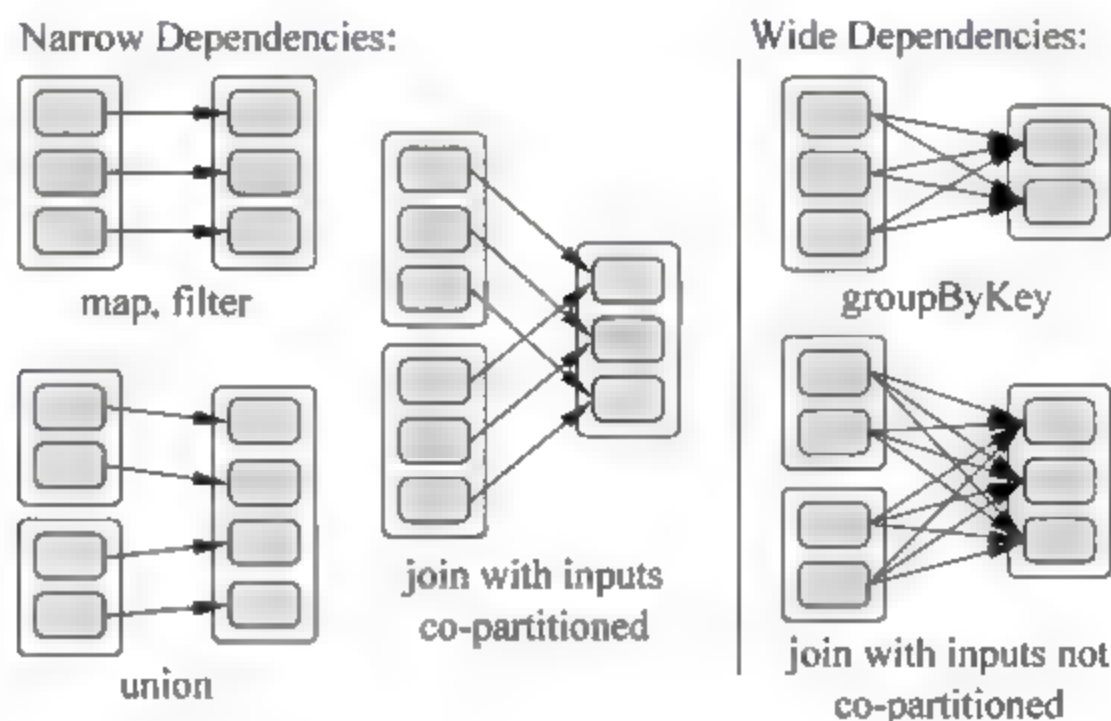 Narrow Dependencies:
map, filter
union
join with inputs
co-partitioned
Wide Dependencies:
groupByKey
join with inputs not
co-partitioned